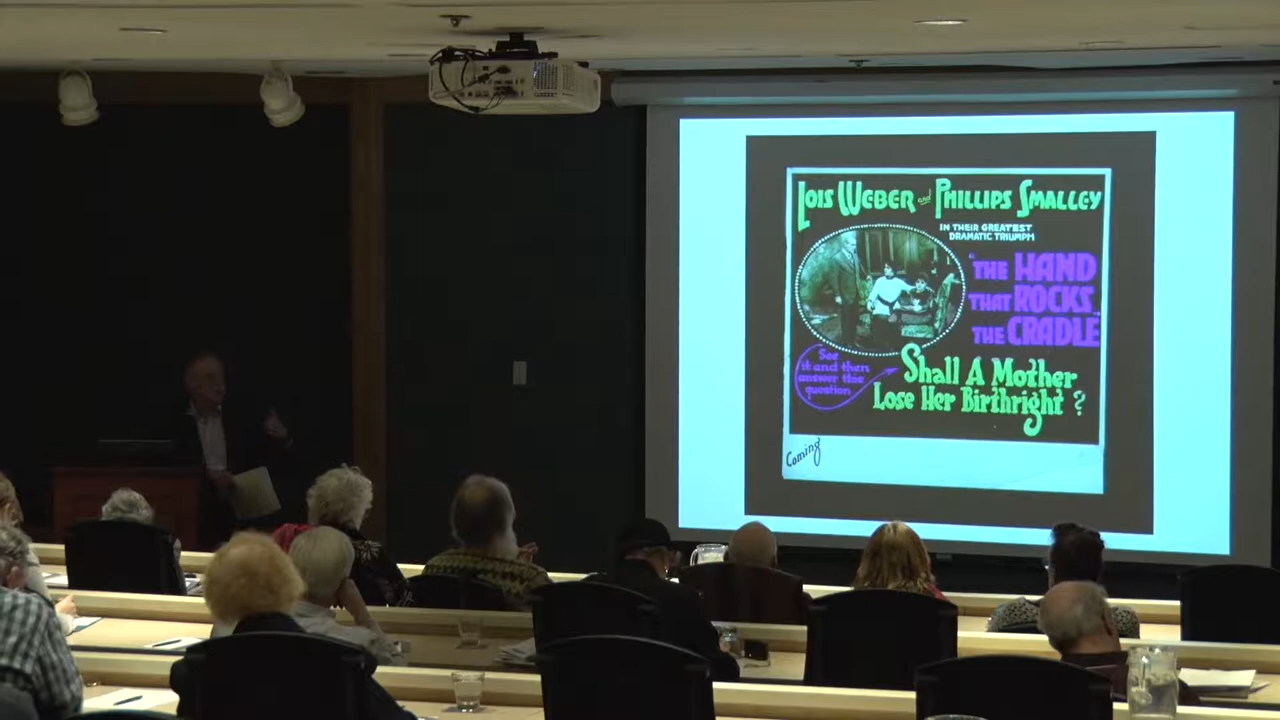 LOIS WEBER and PHILLIPS SMALLEY
IN THEIR GREATEST
DRAMATIC TRIUMPH
"THE HAND
THAT ROCKS
THE CRADLE"
See
it and then
answer this
question
Shall A Mother
Lose Her Birthright?
Coming